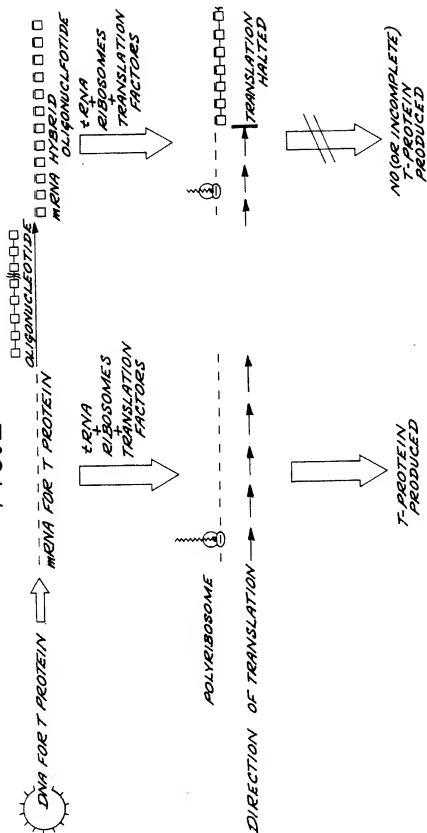 FIG.2
DNA FOR T PROTEIN
mRNA FOR T PROTEIN
OLIGONUCLEOTIDE
mRNA HYBRID
OLIGONUCLEOTIDE
tRNA
+
RIBOSOMES
+
TRANSLATION
FACTORS
tRNA
+
RIBOSOMES
+
TRANSLATION
FACTORS
POLYRIBOSOME
DIRECTION OF TRANSLATION
TRANSLATION
HALTED
T-PROTEIN
PRODUCED
NO (OR INCOMPLETE)
T-PROTEIN
PRODUCED